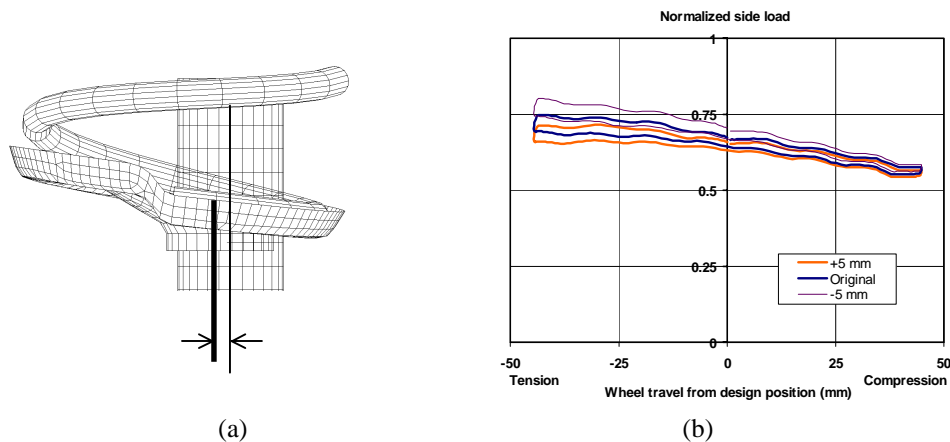 Normalized side load
1
0.75
0.5
0.25
0
+5 mm
Original
-5 mm
-50
-25
0
25
50
Tension
Wheel travel from design position (mm)
Compression
(a)
(b)